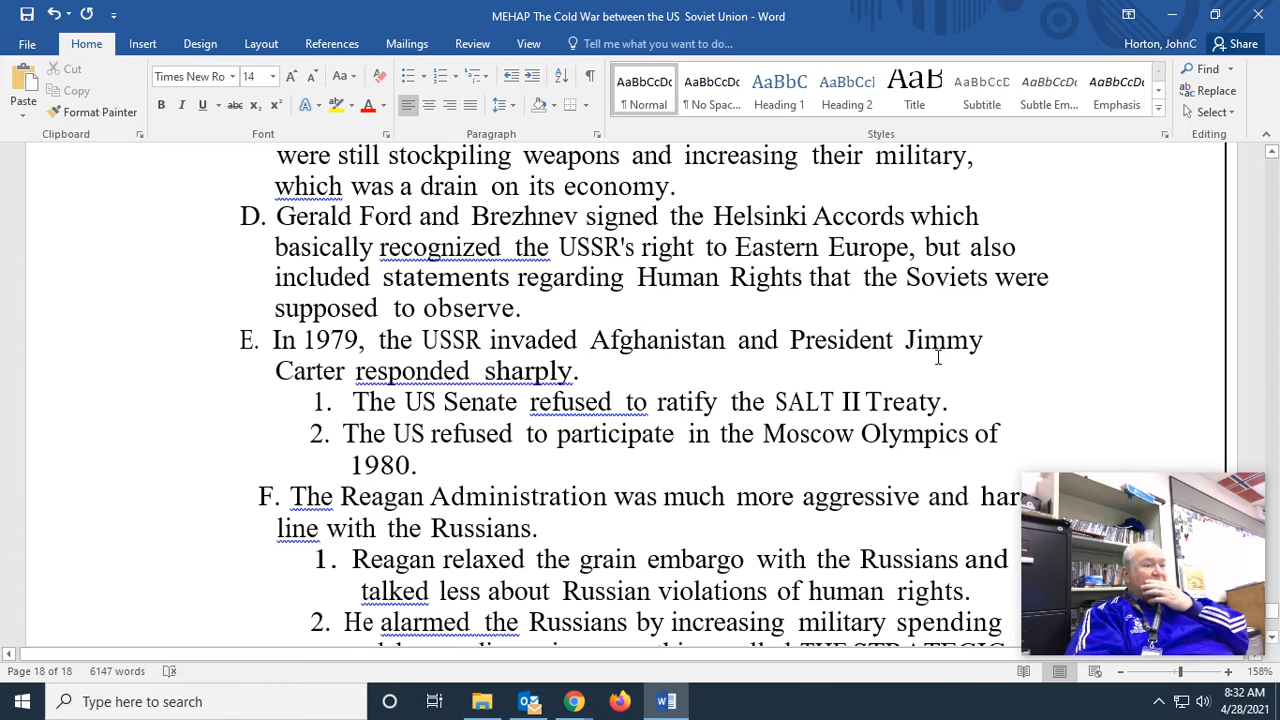 MEHAP The Cold War between the US Soviet Union - Word
File Home Insert Design Layout References Mailings Review View Tell me what you want to do... Horton, JohnC Share
Cut
Copy
Format Painter
Paste
Times New Ro 14
AaBbCcDc AaBbCcDc AaBbC AaBbCcI AaB AaBbCcD AaBbCcDc AaBbCcDc
¶ Normal ¶ No Spac... Heading Heading 2 Title Subtitle Subtle Em... Emphasis
Find
Replace
Select
Clipboard Font Paragraph Styles Editing
were still stockpiling weapons and increasing their military,
which was a drain on its economy.
D. Gerald Ford and Brezhnev signed the Helsinki Accords which
basically recognized the USSR's right to Eastern Europe, but also
included statements regarding Human Rights that the Soviets were
supposed to observe.
E. In 1979, the USSR invaded Afghanistan and President Jimmy
Carter responded sharply.
1. The US Senate refused to ratify the SALT II Treaty.
2. The US refused to participate in the Moscow Olympics of
1980.
F. The Reagan Administration was much more aggressive and har
line with the Russians.
1. Reagan relaxed the grain embargo with the Russians and
talked less about Russian violations of human rights.
2. He alarmed the Russians by increasing military spending
Page 18 of 18 6147 words 158%
Type here to search
8:32 AM
4/28/2021